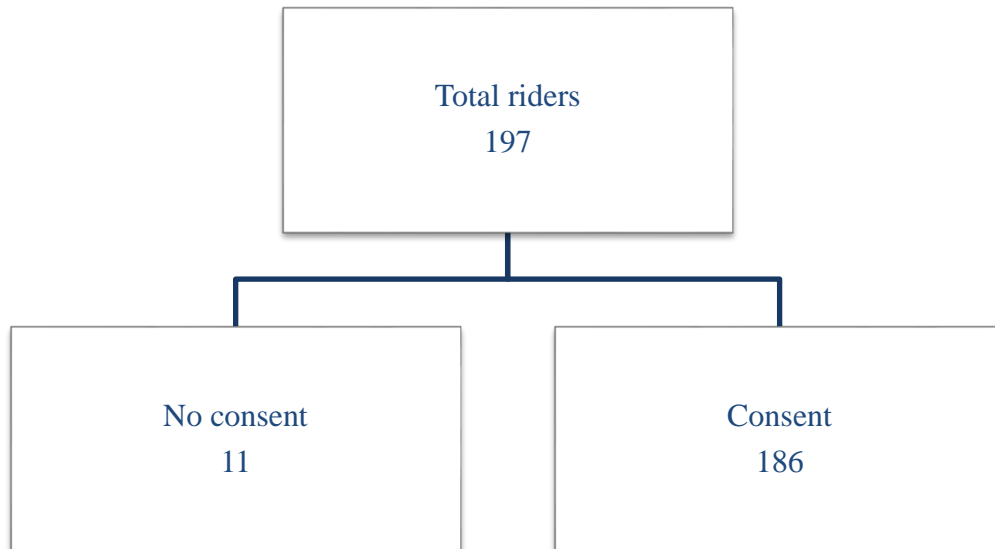 Total riders
197
No consent
11
Consent
186